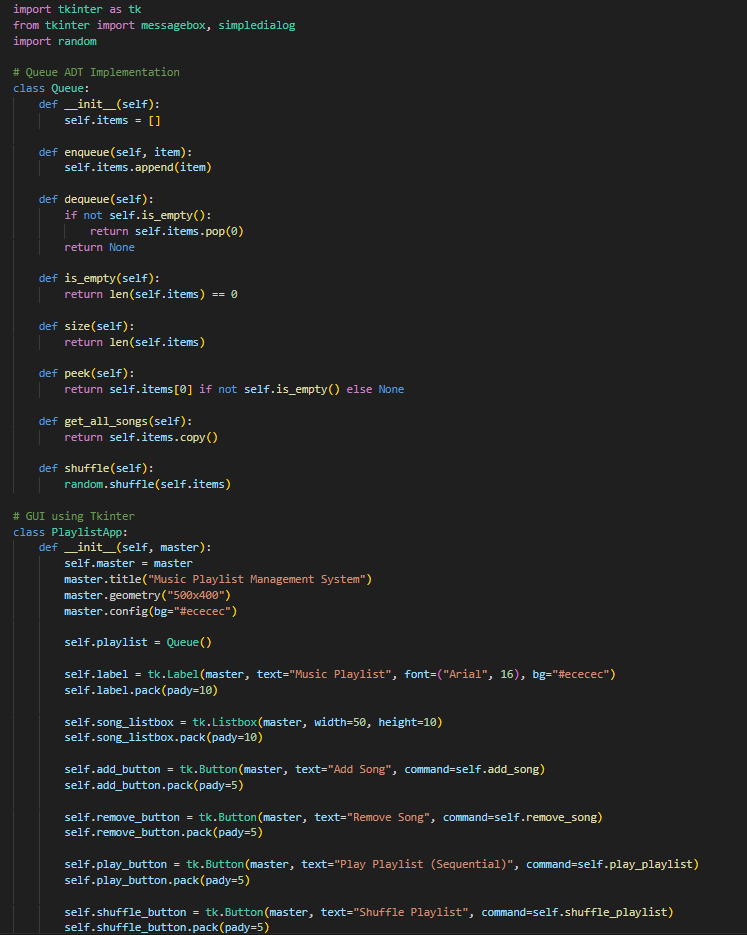 import tkinter as tk
from tkinter import messagebox, simpledialog
import random

# Queue ADT Implementation
class Queue:
    def __init__(self):
        self.items = []

    def enqueue(self, item):
        self.items.append(item)

    def dequeue(self):
        if not self.is_empty():
            return self.items.pop(0)
        return None

    def is_empty(self):
        return len(self.items) == 0

    def size(self):
        return len(self.items)

    def peek(self):
        return self.items[0] if not self.is_empty() else None

    def get_all_songs(self):
        return self.items.copy()

    def shuffle(self):
        random.shuffle(self.items)

# GUI using Tkinter
class PlaylistApp:
    def __init__(self, master):
        self.master = master
        master.title("Music Playlist Management System")
        master.geometry("500x400")
        master.config(bg="#ececec")

        self.playlist = Queue()

        self.label = tk.Label(master, text="Music Playlist", font=("Arial", 16), bg="#ececec")
        self.label.pack(pady=10)

        self.song_listbox = tk.Listbox(master, width=50, height=10)
        self.song_listbox.pack(pady=10)

        self.add_button = tk.Button(master, text="Add Song", command=self.add_song)
        self.add_button.pack(pady=5)

        self.remove_button = tk.Button(master, text="Remove Song", command=self.remove_song)
        self.remove_button.pack(pady=5)

        self.play_button = tk.Button(master, text="Play Playlist (Sequential)", command=self.play_playlist)
        self.play_button.pack(pady=5)

        self.shuffle_button = tk.Button(master, text="Shuffle Playlist", command=self.shuffle_playlist)
        self.shuffle_button.pack(pady=5)